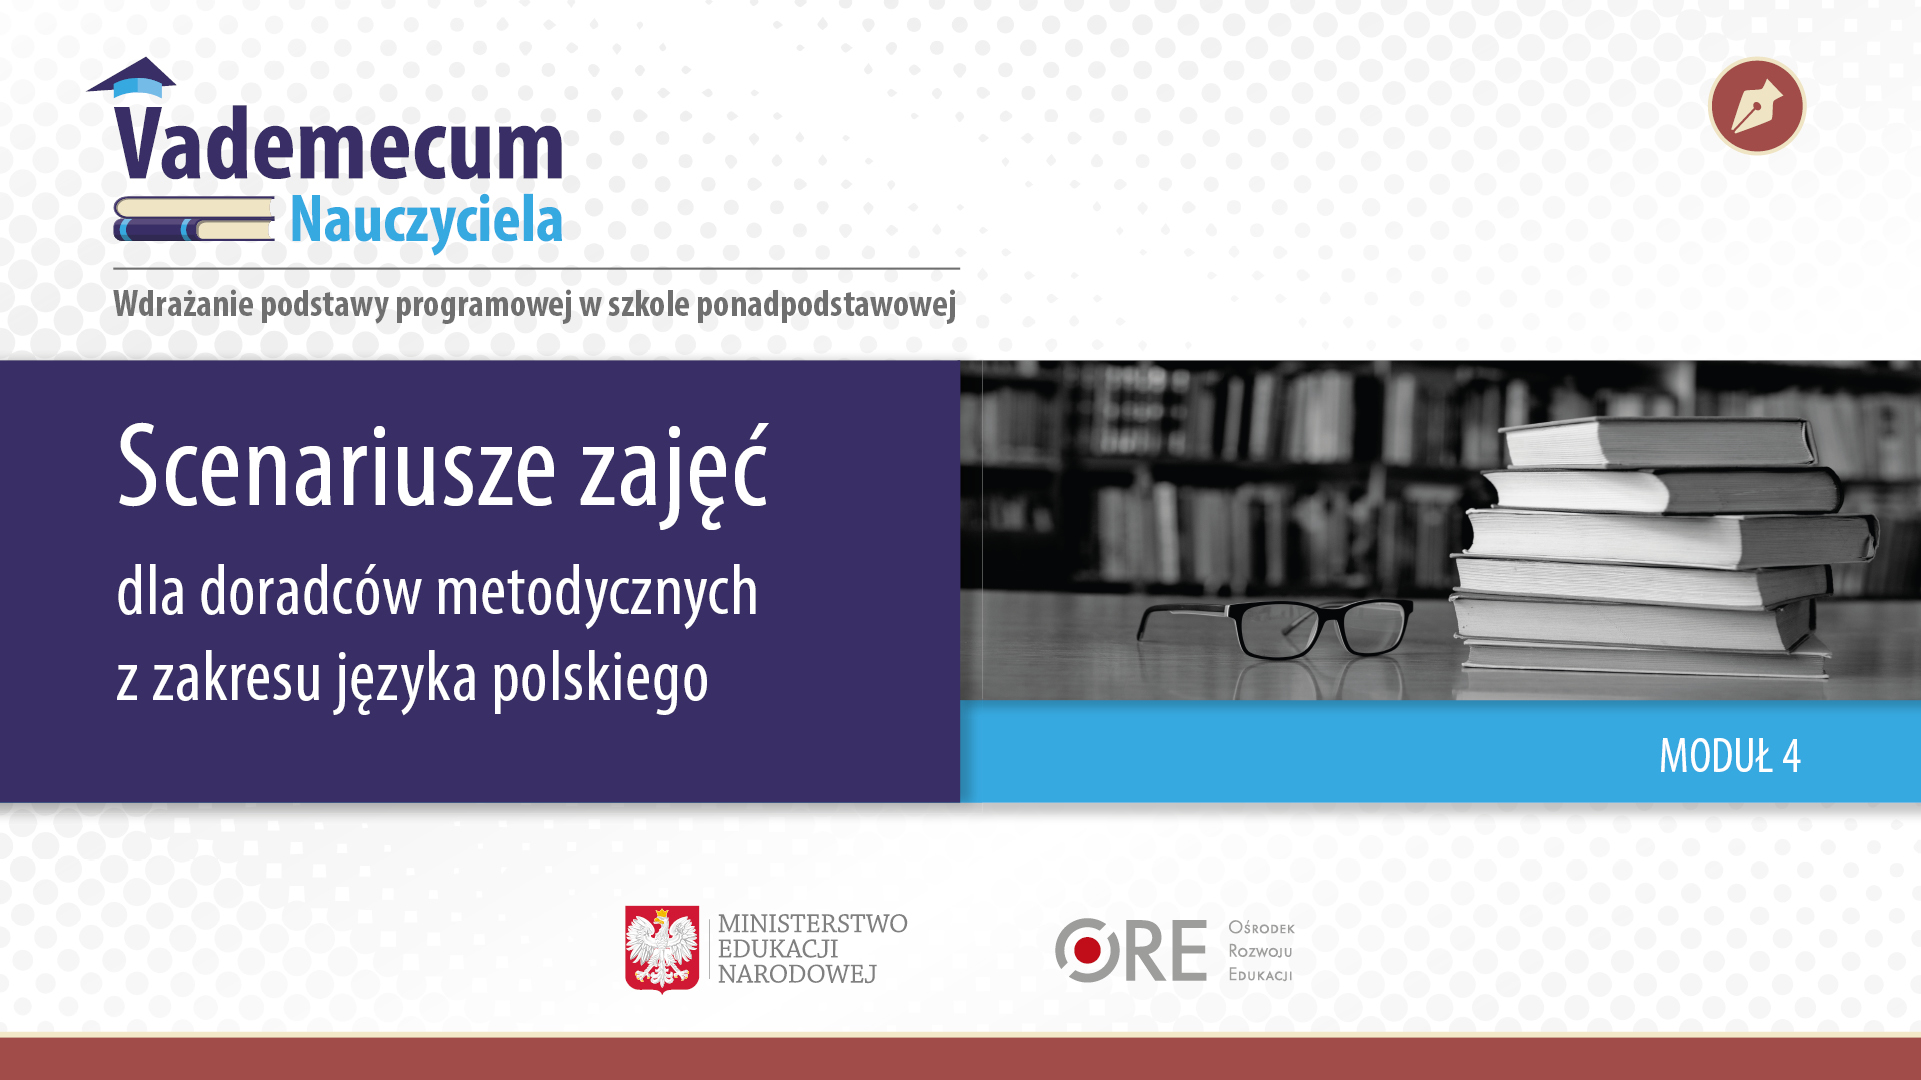 Vademecum
Nauczyciela
Wdrażanie podstawy programowej w szkole ponadpodstawowej
Scenariusze zajęć
dla doradców metodycznych
z zakresu języka polskiego
MODUŁ 4
MINISTERSTWO
EDUKACJI
NARODOWEJ
ORE
Ośrodek
Rozwoju
Edukacji